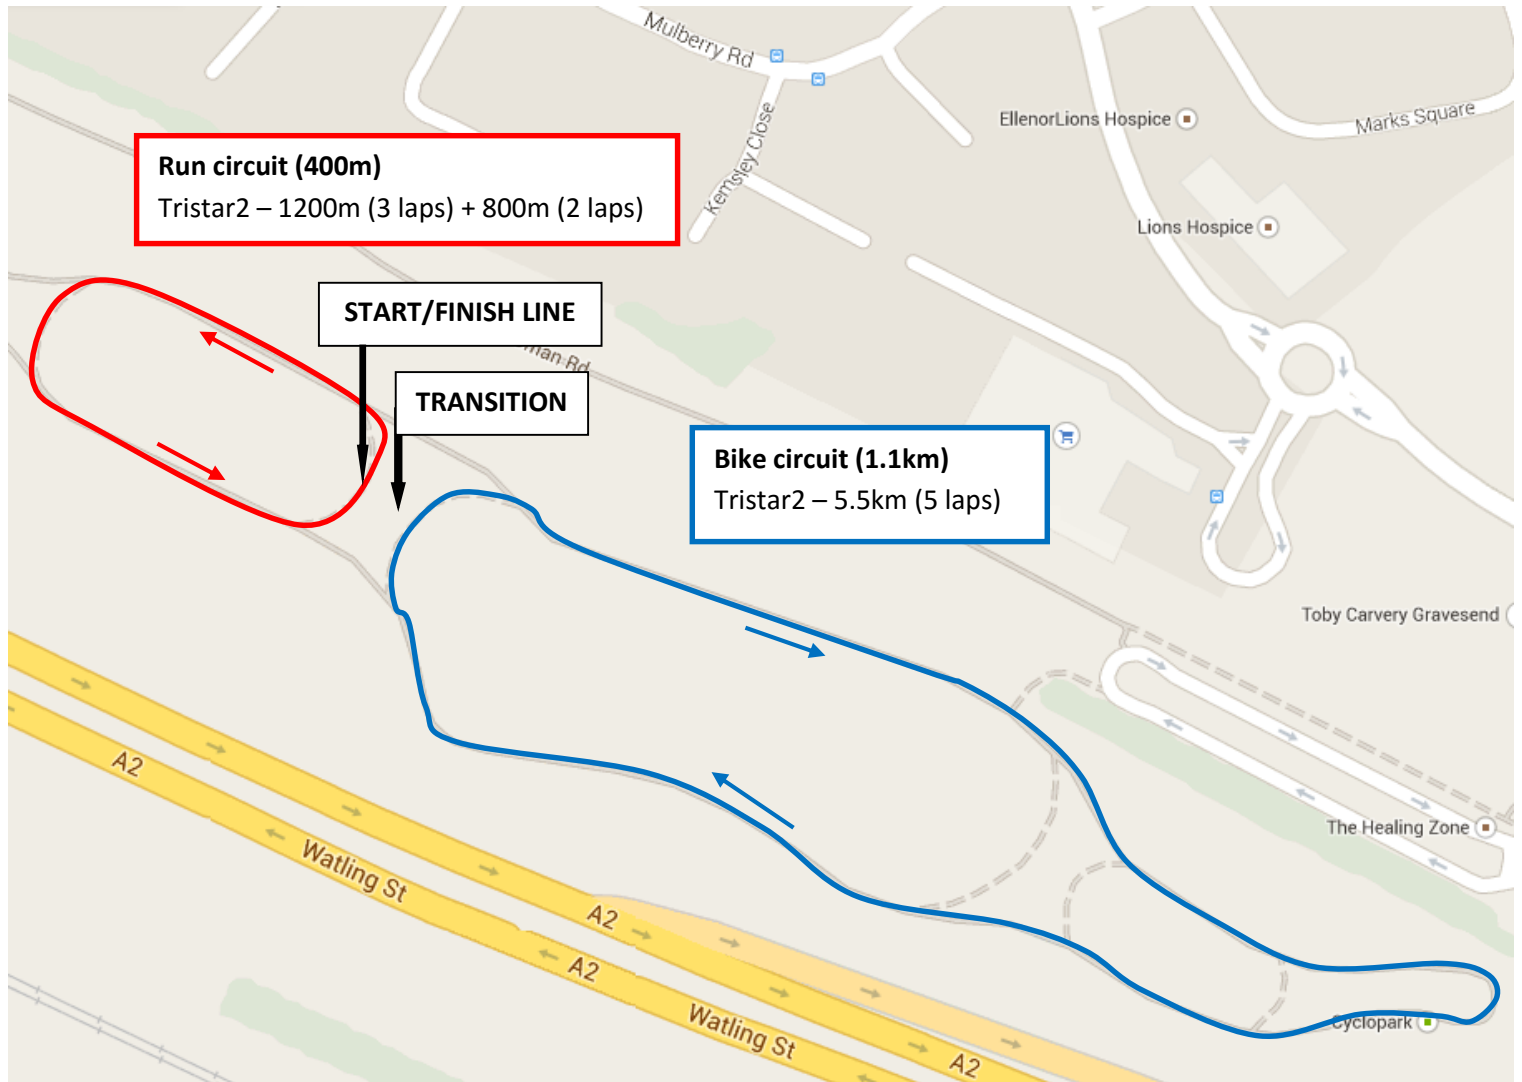 Mulberry Rd
Kemsley Close
EllenorLions Hospice
Marks Square
Run circuit (400m)
Tristar2 – 1200m (3 laps) + 800m (2 laps)
Lions Hospice
START/FINISH LINE
man Rd
TRANSITION
Bike circuit (1.1km)
Tristar2 – 5.5km (5 laps)
Toby Carvery Gravesend
A2
The Healing Zone
Watling St
A2
A2
Watling St
Cyclopark
A2